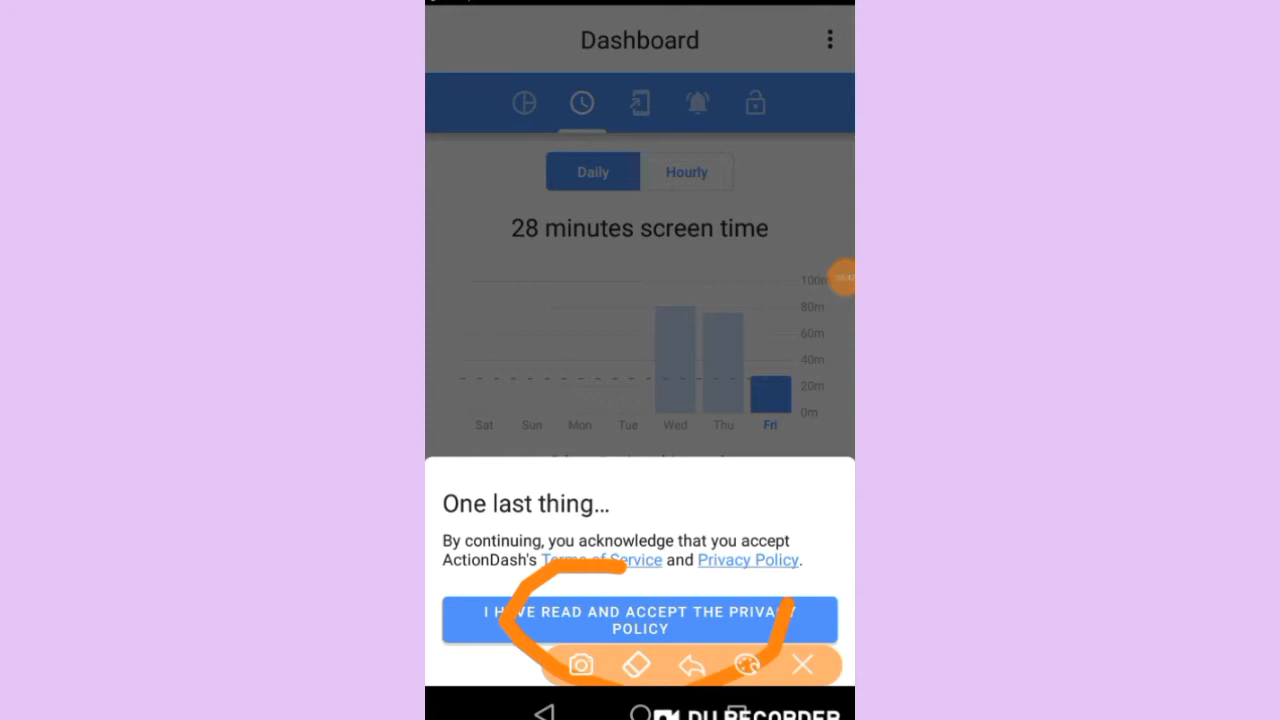 Dashboard
Daily
Hourly
28 minutes screen time
100m
80m
60m
40m
20m
0m
Sat Sun Mon Tue Wed Thu Fri
One last thing...
By continuing, you acknowledge that you accept
ActionDash's Terms of Service and Privacy Policy.
I HAVE READ AND ACCEPT THE PRIVACY
POLICY
DU RECORDER